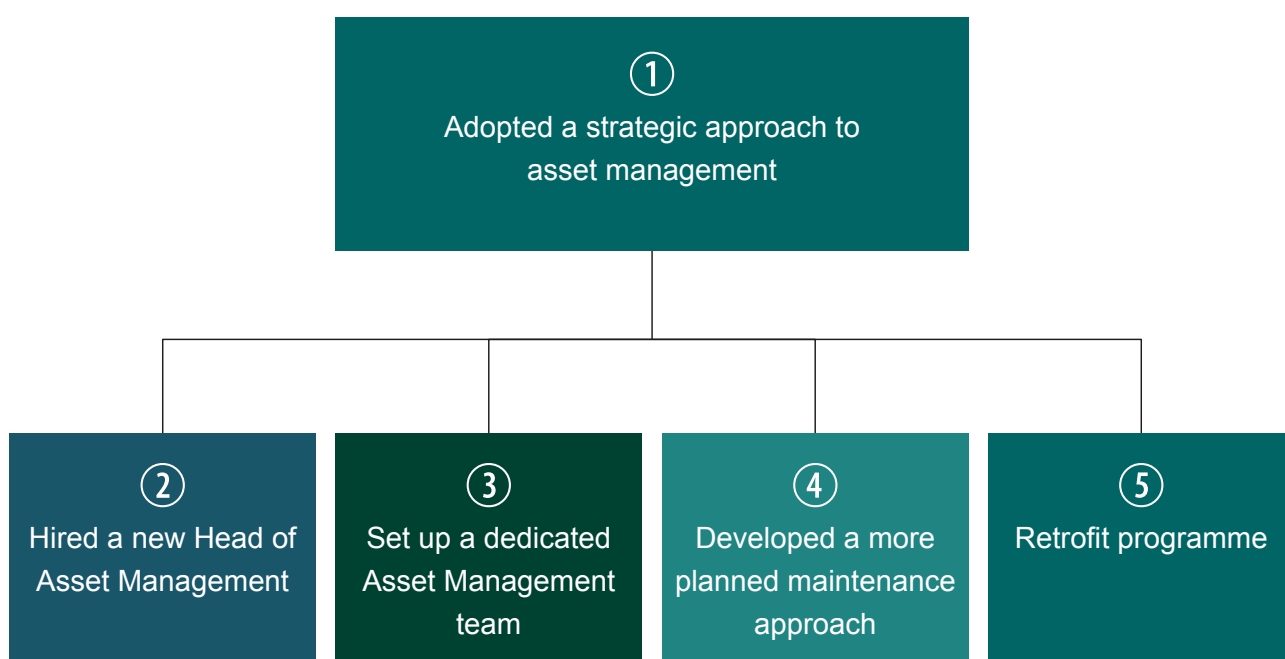 ①
Adopted a strategic approach to
asset management
②
Hired a new Head of
Asset Management
③
Set up a dedicated
Asset Management
team
④
Developed a more
planned maintenance
approach
⑤
Retrofit programme